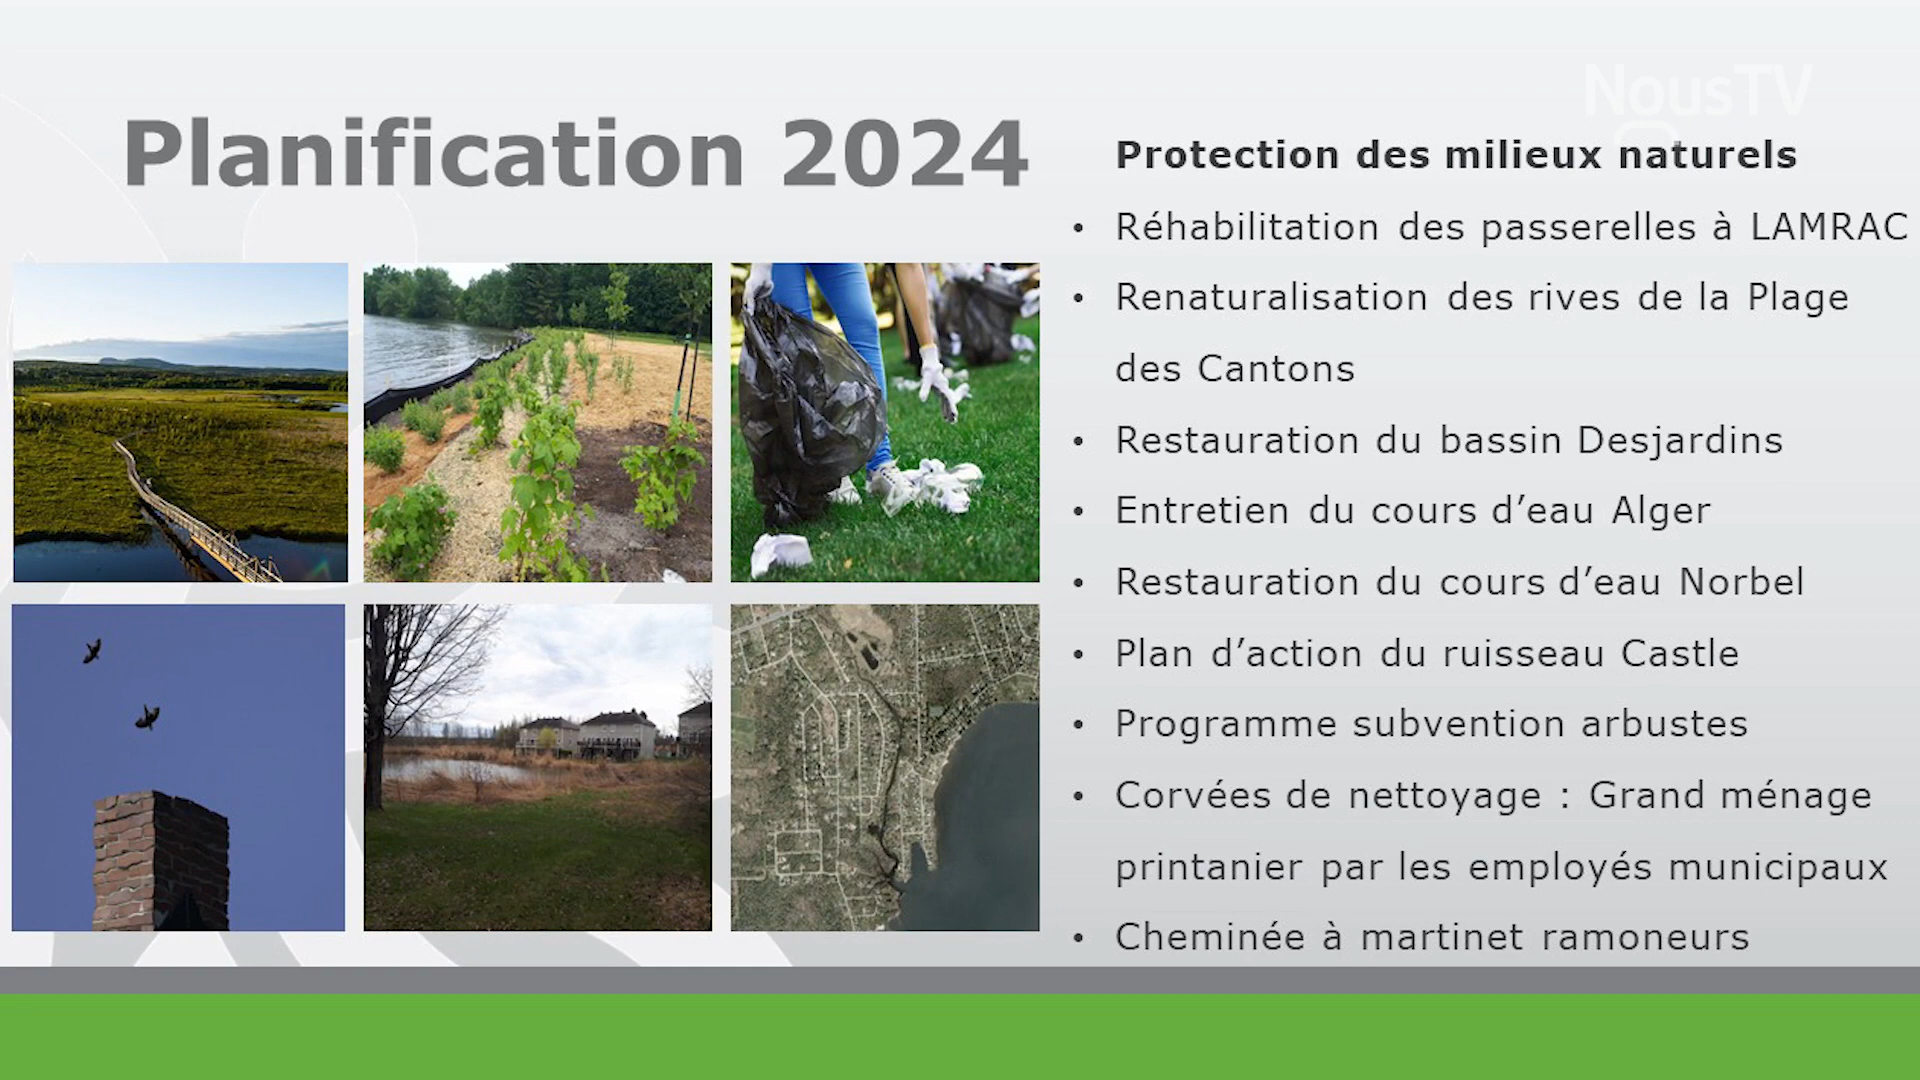 NousTV
Planification 2024
Protection des milieux naturels
• Réhabilitation des passerelles à LAMRAC
• Renaturalisation des rives de la Plage
des Cantons
• Restauration du bassin Desjardins
• Entretien du cours d’eau Alger
• Restauration du cours d’eau Norbel
• Plan d’action du ruisseau Castle
• Programme subvention arbustes
• Corvées de nettoyage : Grand ménage
printanier par les employés municipaux
• Cheminée à martinet ramoneurs